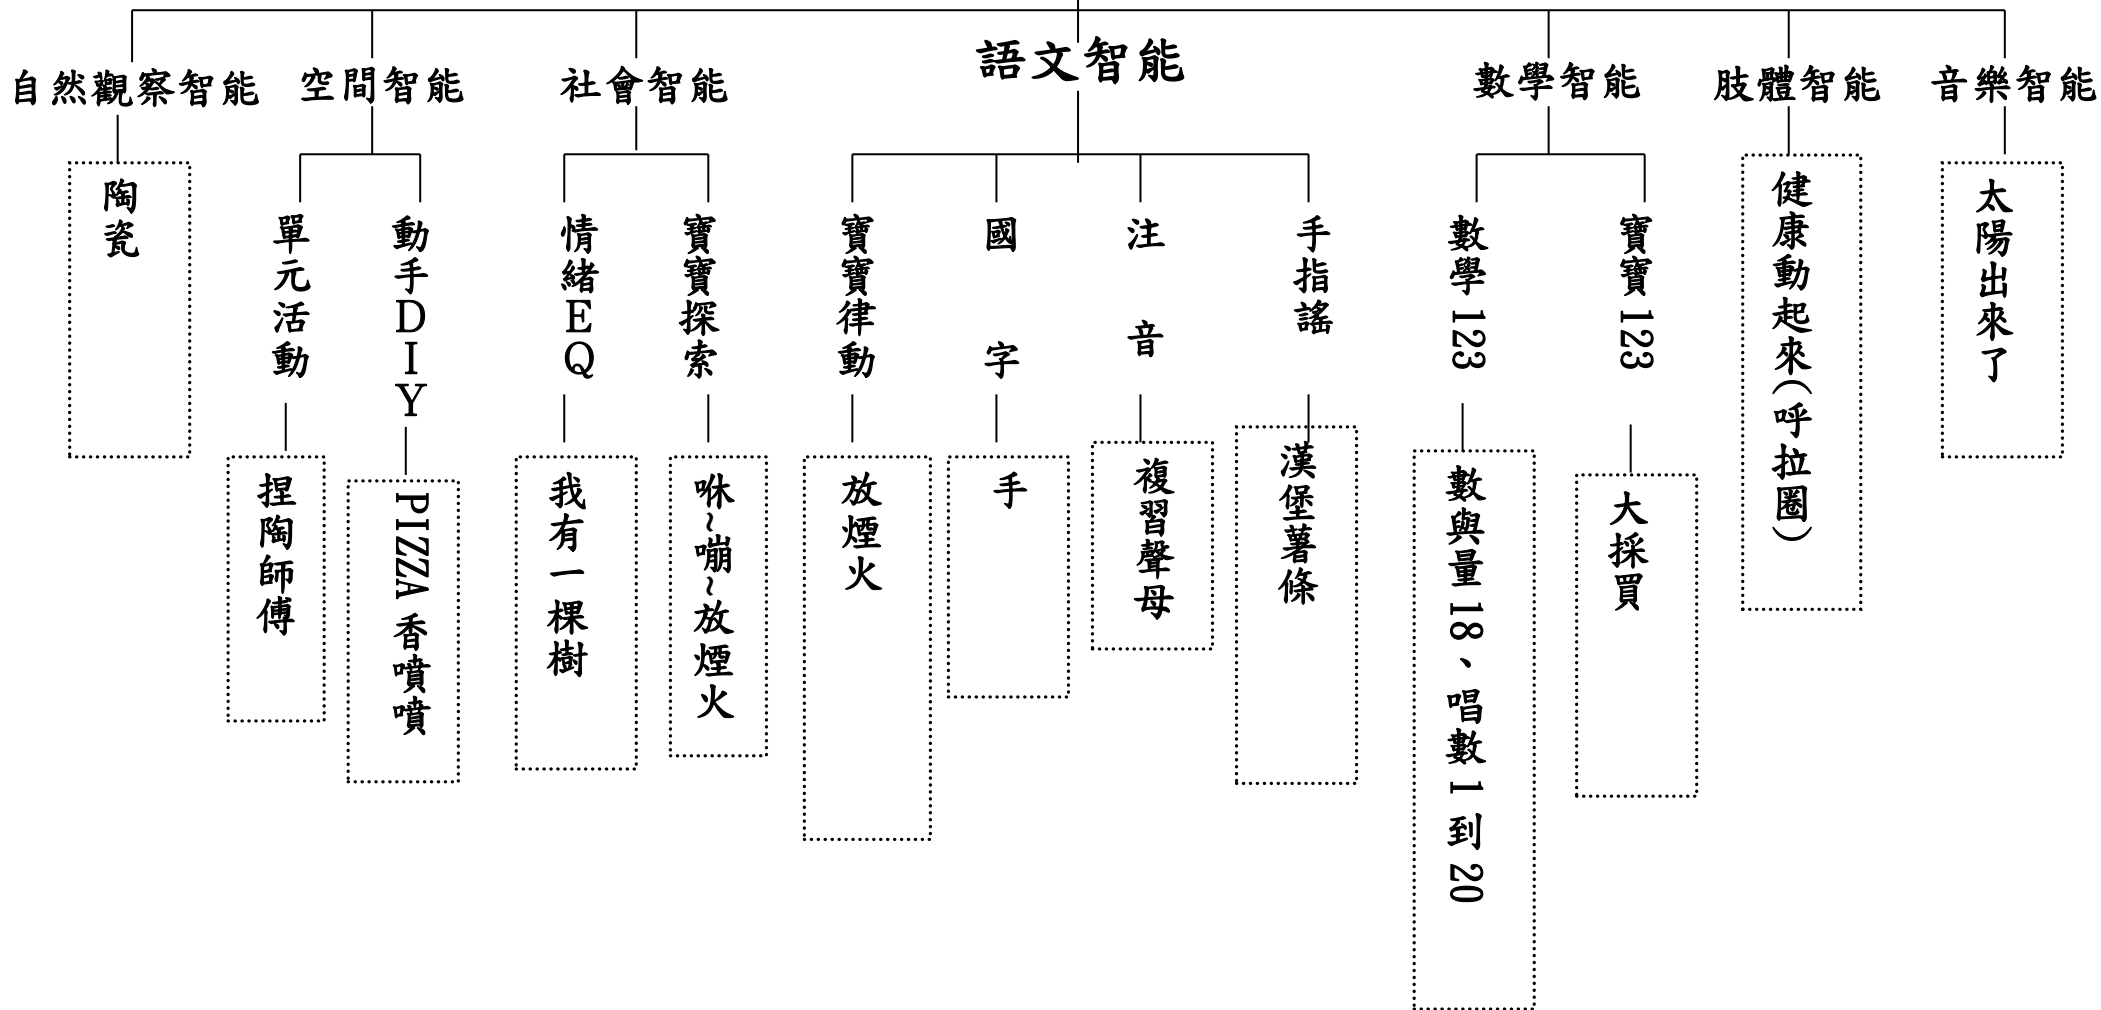 自然觀察智能
空間智能
社會智能
語文智能
數學智能
肢體智能
音樂智能
陶瓷
單元活動
動手DIY
情緒EQ
寶寶探索
寶寶律動
國字
注音
手指謠
數學123
寶寶123
健康動起來(呼拉圈)
太陽出來了
捏陶師傅
PIZZA香噴噴
我有一棵樹
咻~嘣~放煙火
放煙火
手
複習聲母
漢堡薯條
數與量18、唱數1到20
大採買